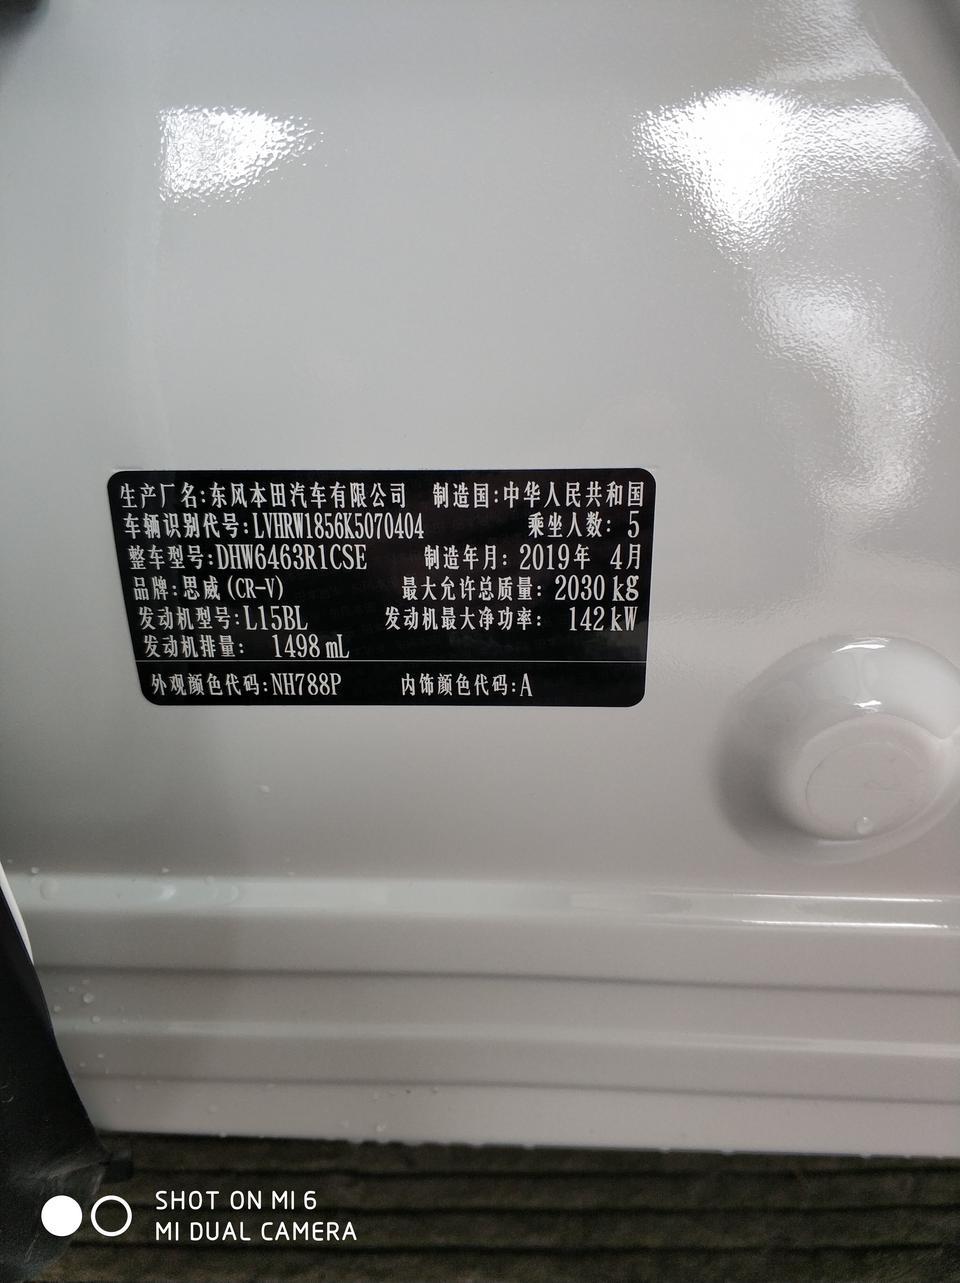 生产厂名:东风本田汽车有限公司 制造国:中华人民共和国
车辆识别代号:LVHRW1856K5070404 乘坐人数: 5
整车型号:DHW6463R1CSE 制造年月: 2019年 4月
品牌:思威(CR-V) 最大允许总质量: 2030 kg
发动机型号:L15BL 发动机最大净功率: 142 kW
发动机排量: 1498 mL
外观颜色代码:NH788P 内饰颜色代码:A
SHOT ON MI 6
MI DUAL CAMERA